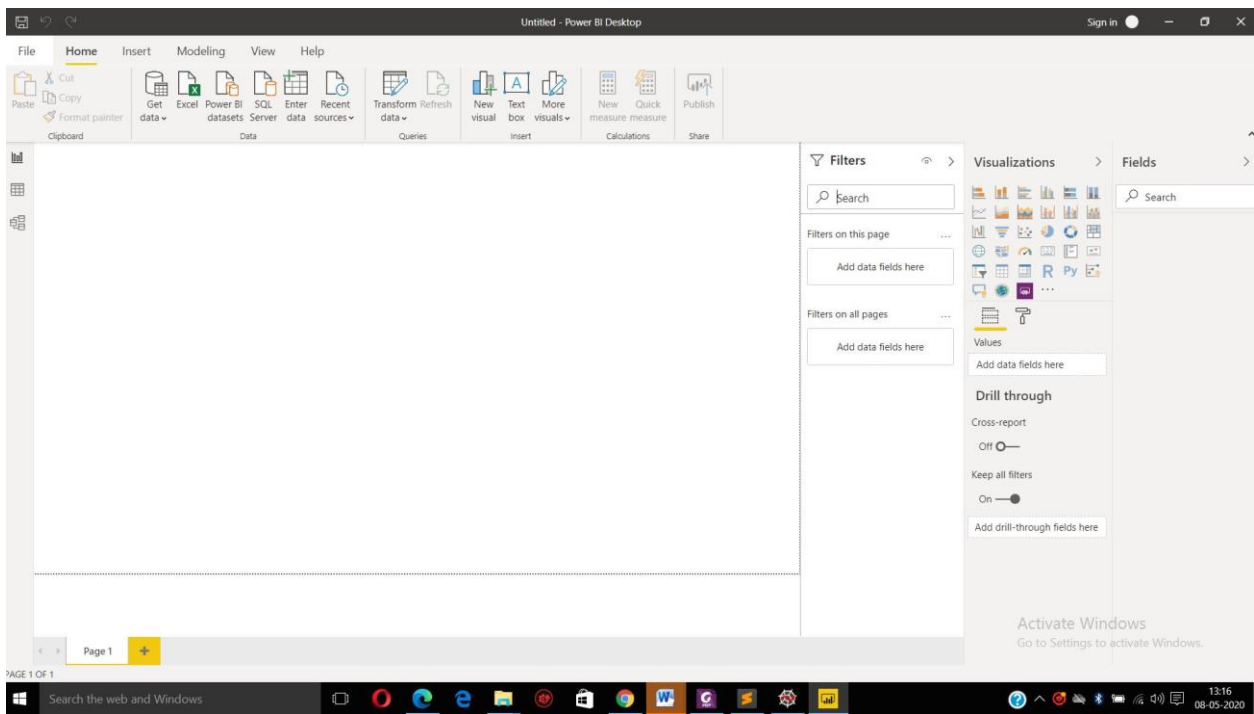 Untitled - Power BI Desktop
Sign in
File Home Insert Modeling View Help
Paste
Cut
Copy
Format painter
Clipboard
Get data
Excel
Power BI datasets
SQL Server
Enter data
Recent sources
Data
Transform data
Refresh
Queries
New visual
Text box
More visuals
Insert
New measure
Quick measure
Calculations
Publish
Share
Filters
Search
Filters on this page ...
Add data fields here
Filters on all pages ...
Add data fields here
Visualizations
R Py
...
Values
Add data fields here
Drill through
Cross-report
Off
Keep all filters
On
Add drill-through fields here
Fields
Search
Activate Windows
Go to Settings to activate Windows.
Page 1
PAGE 1 OF 1
Search the web and Windows
13:16
08-05-2020